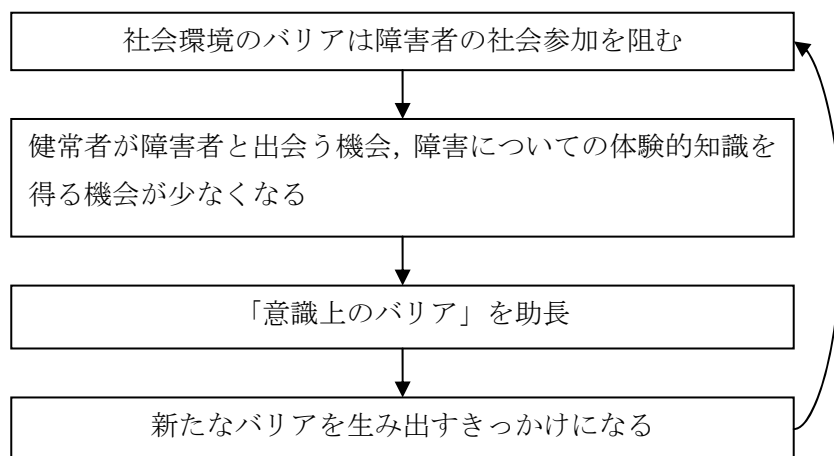 社会環境のバリアは障害者の社会参加を阻む
健常者が障害者と出会う機会, 障害についての体験的知識を
得る機会が少なくなる
「意識上のバリア」を助長
新たなバリアを生み出すきっかけになる